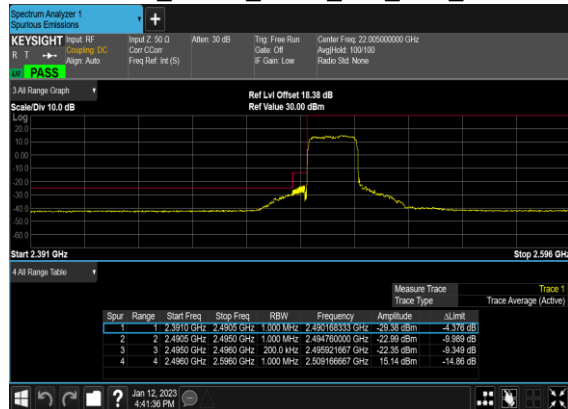 Spectrum Analyzer 1
Spurious Emissions
+
KEYSIGHT Input: RF Input Z: 50 Ω Atten: 30 dB Trig: Free Run Center Freq: 22.005000000 GHz
R T Coupling: DC Corr CCorr Gate: Off Avg|Hold: 100/100
Align: Auto Freq Ref: Int (S) IF Gain: Low Radio Std: None
PASS
3 All Range Graph
Ref Lvl Offset 18.38 dB
Scale/Div 10.0 dB Ref Value 30.00 dBm
Log
20.0
10.0
0.00
-10.0
-20.0
-30.0
-40.0
-50.0
-60.0
Start 2.391 GHz Stop 2.596 GHz
4 All Range Table
Measure Trace Trace 1
Trace Type Trace Average (Active)
Spur Range Start Freq Stop Freq RBW Frequency Amplitude ΔLimit
1 1 2.3910 GHz 2.4905 GHz 1.000 MHz 2.490168333 GHz -29.38 dBm -4.376 dB
2 2 2.4905 GHz 2.4950 GHz 1.000 MHz 2.494760000 GHz -22.99 dBm -9.989 dB
3 3 2.4950 GHz 2.4960 GHz 200.0 kHz 2.495921667 GHz -22.35 dBm -9.349 dB
4 4 2.4960 GHz 2.5960 GHz 1.000 MHz 2.509166667 GHz 15.14 dBm -14.86 dB
? Jan 12, 2023
4:41:36 PM